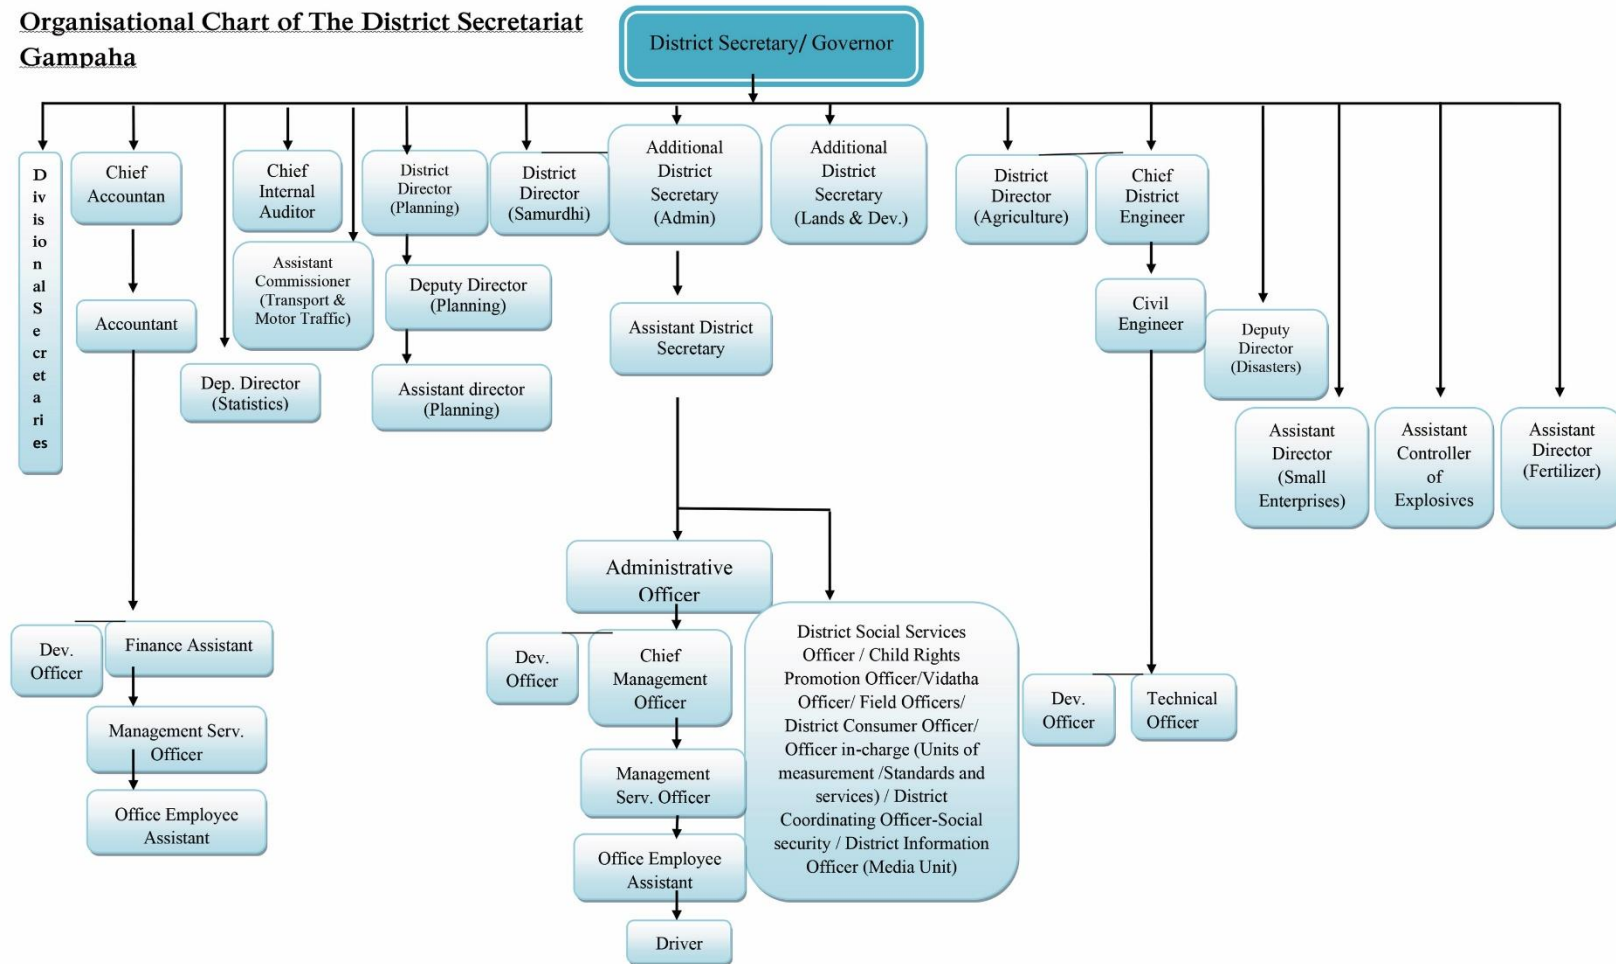 Organisational Chart of The District Secretariat
Gampaha
District Secretary/ Governor
D
iv
is
io
n
al
S
e
cr
et
a
ri
es
Chief
Accountan
Chief
Internal
Auditor
District
Director
(Planning)
District
Director
(Samurdhi)
Additional
District
Secretary
(Admin)
Additional
District
Secretary
(Lands & Dev.)
District
Director
(Agriculture)
Chief
District
Engineer
Assistant
Commissioner
(Transport &
Motor Traffic)
Deputy Director
(Planning)
Accountant
Assistant District
Secretary
Civil
Engineer
Deputy
Director
(Disasters)
Dep. Director
(Statistics)
Assistant director
(Planning)
Assistant
Director
(Small
Enterprises)
Assistant
Controller
of
Explosives
Assistant
Director
(Fertilizer)
Administrative
Officer
Dev.
Officer
Finance Assistant
Management Serv.
Officer
Office Employee
Assistant
Dev.
Officer
Chief
Management
Officer
Management
Serv. Officer
Office Employee
Assistant
Driver
District Social Services
Officer / Child Rights
Promotion Officer/Vidatha
Officer/ Field Officers/
District Consumer Officer/
Officer in-charge (Units of
measurement /Standards and
services) / District
Coordinating Officer-Social
security / District Information
Officer (Media Unit)
Dev.
Officer
Technical
Officer